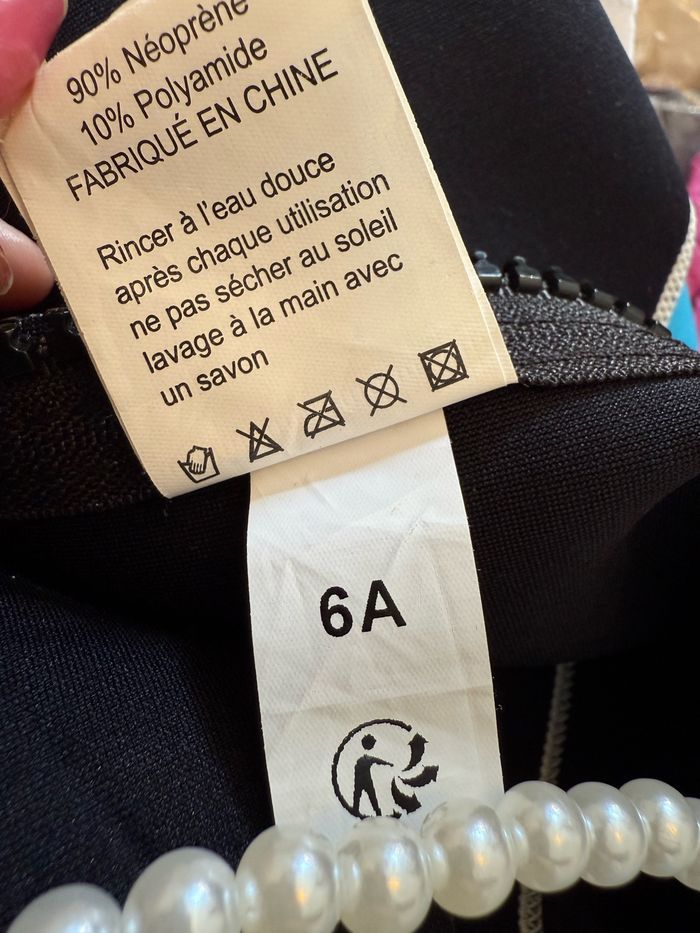 90% Néoprène
10% Polyamide
FABRIQUÉ EN CHINE
Rincer à l'eau douce
après chaque utilisation
ne pas sécher au soleil
lavage à la main avec
un savon
6A